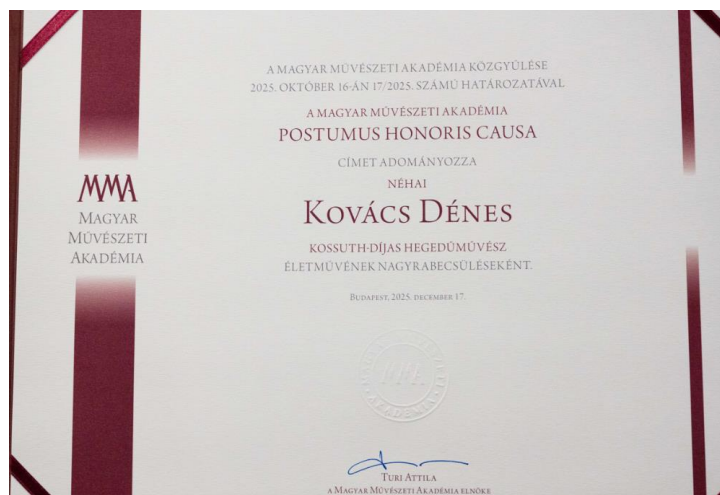 A MAGYAR MŰVÉSZETI AKADÉMIA KÖZGYŰLÉSE
2025. OKTÓBER 16-ÁN 17/2025. SZÁMÚ HATÁROZATÁVAL
A MAGYAR MŰVÉSZETI AKADÉMIA
POSTUMUS HONORIS CAUSA
CÍMET ADOMÁNYOZZA
NÉHAI
KOVÁCS DÉNES
KOSSUTH-DÍJAS HEGEDŰMŰVÉSZ
ÉLETMŰVÉNEK NAGYRABECSÜLÉSEKÉNT.
BUDAPEST, 2025. DECEMBER 17.
MMA
MAGYAR
MŰVÉSZETI
AKADÉMIA
MMA
TURI ATTILA
A MAGYAR MŰVÉSZETI AKADÉMIA ELNÖKE